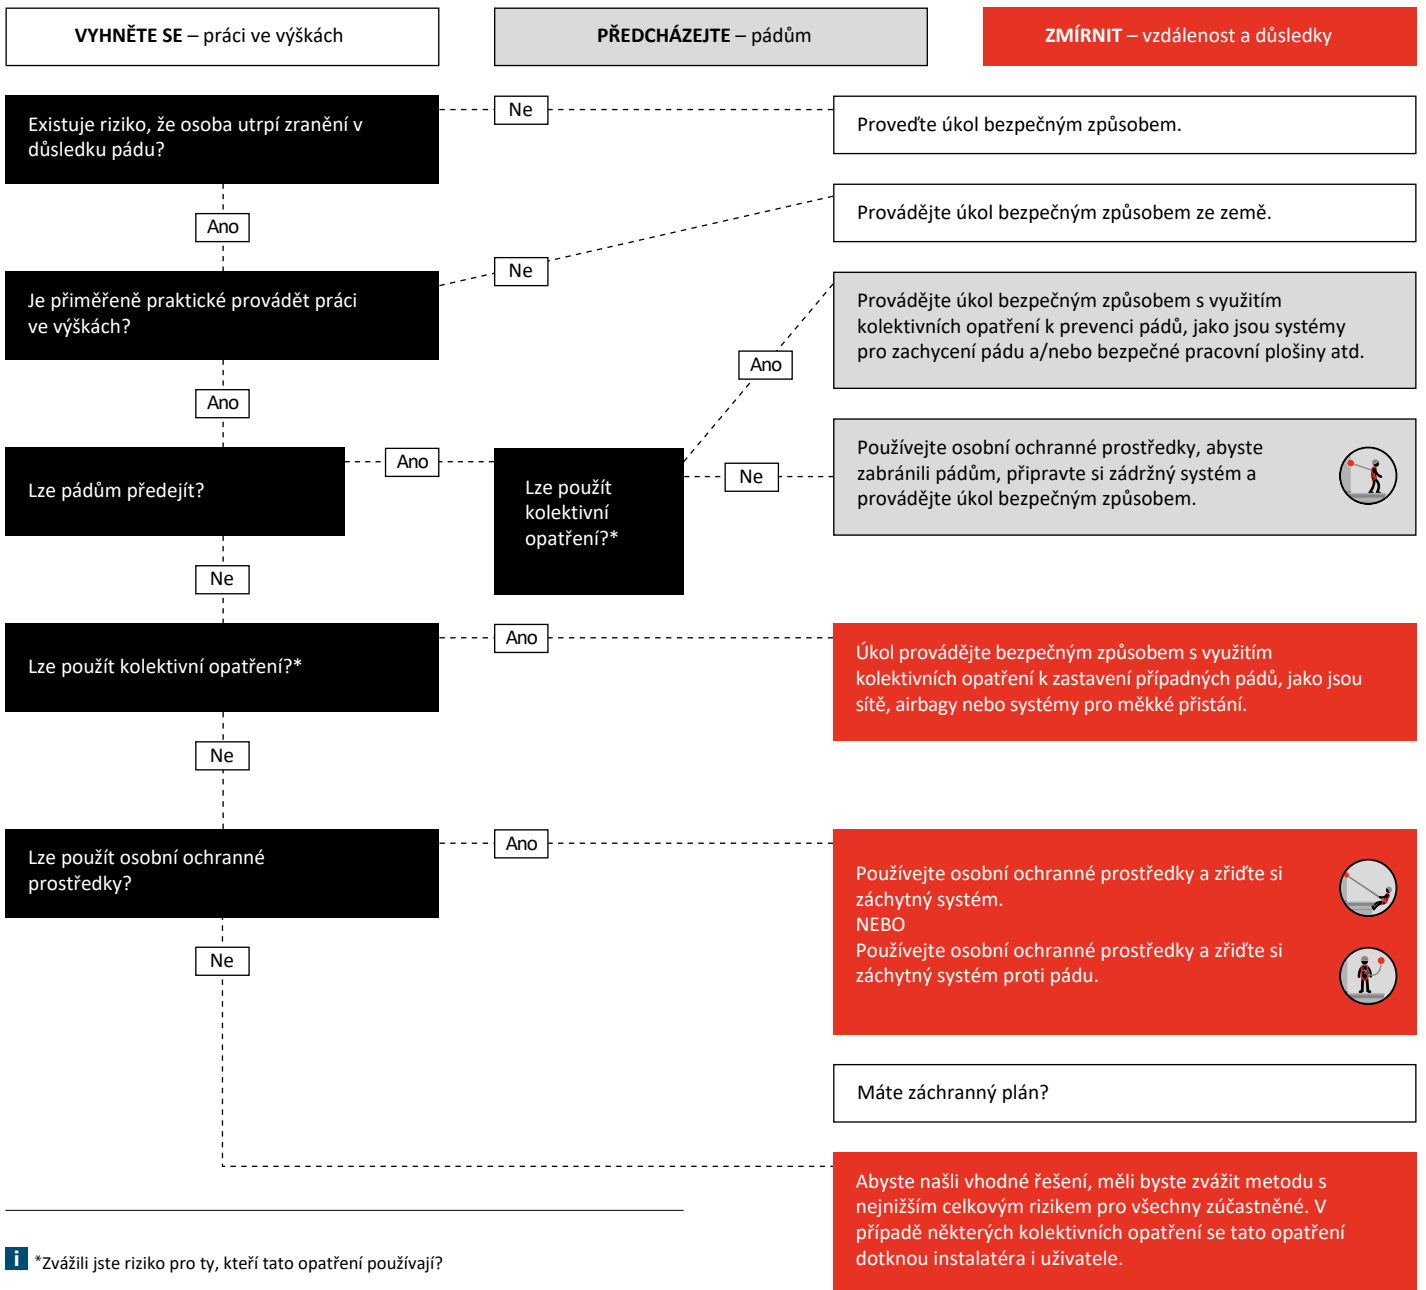 VYHNĚTE SE – práci ve výškách
PŘEDCHÁZEJTE – pádům
ZMÍRNIT – vzdálenost a důsledky
Existuje riziko, že osoba utrpí zranění v
důsledku pádu?
Ne
Proveďte úkol bezpečným způsobem.
Ano
Provádějte úkol bezpečným způsobem ze země.
Je přiměřeně praktické provádět práci
ve výškách?
Ne
Provádějte úkol bezpečným způsobem s využitím
kolektivních opatření k prevenci pádů, jako jsou systémy
pro zachycení pádu a/nebo bezpečné pracovní plošiny atd.
Ano
Ano
Lze pádům předejít?
Ano
Lze použít
kolektivní
opatření?*
Ne
Používejte osobní ochranné prostředky, abyste
zabránili pádům, připravte si zádržný systém a
provádějte úkol bezpečným způsobem.
Ne
Lze použít kolektivní opatření?*
Ano
Úkol provádějte bezpečným způsobem s využitím
kolektivních opatření k zastavení případných pádů, jako jsou
sítě, airbagy nebo systémy pro měkké přistání.
Ne
Lze použít osobní ochranné
prostředky?
Ano
Používejte osobní ochranné prostředky a zřiďte si
záchytný systém.
NEBO
Používejte osobní ochranné prostředky a zřiďte si
záchytný systém proti pádu.
Ne
Máte záchranný plán?
Abyste našli vhodné řešení, měli byste zvážit metodu s
nejnižším celkovým rizikem pro všechny zúčastněné. V
případě některých kolektivních opatření se tato opatření
dotknou instalatéra i uživatele.
i *Zvážili jste riziko pro ty, kteří tato opatření používají?